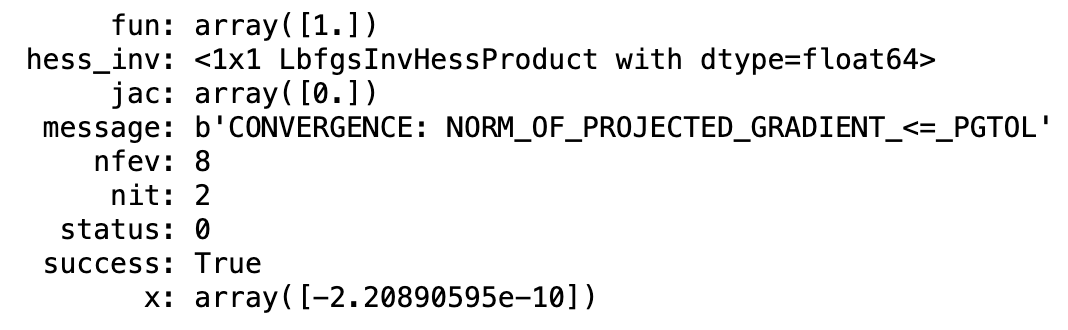 fun: array([1.])
hess_inv: <1x1 LbfgsInvHessProduct with dtype=float64>
jac: array([0.])
message: b'CONVERGENCE: NORM_OF_PROJECTED_GRADIENT_<=_PGTOL'
nfev: 8
nit: 2
status: 0
success: True
x: array([-2.20890595e-10])